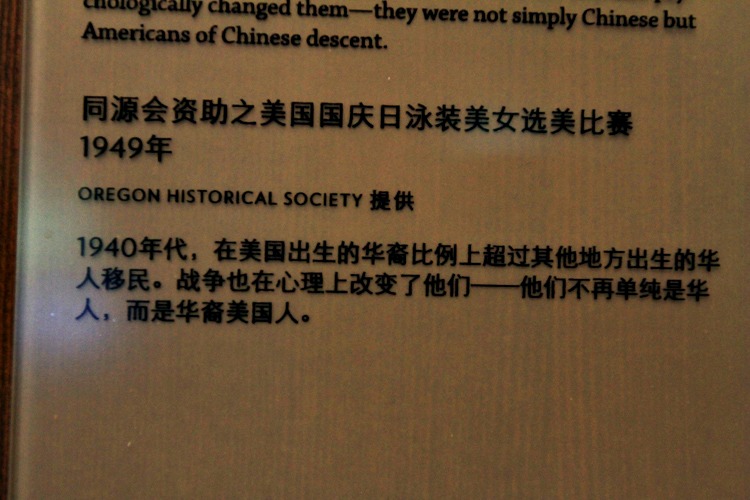 chologically changed them—they were not simply Chinese but
Americans of Chinese descent.
同源会资助之美国国庆日泳装美女选美比赛
1949年
OREGON HISTORICAL SOCIETY 提供
1940年代，在美国出生的华裔比例上超过其他地方出生的华
人移民。战争也在心理上改变了他们——他们不再单纯是华
人，而是华裔美国人。